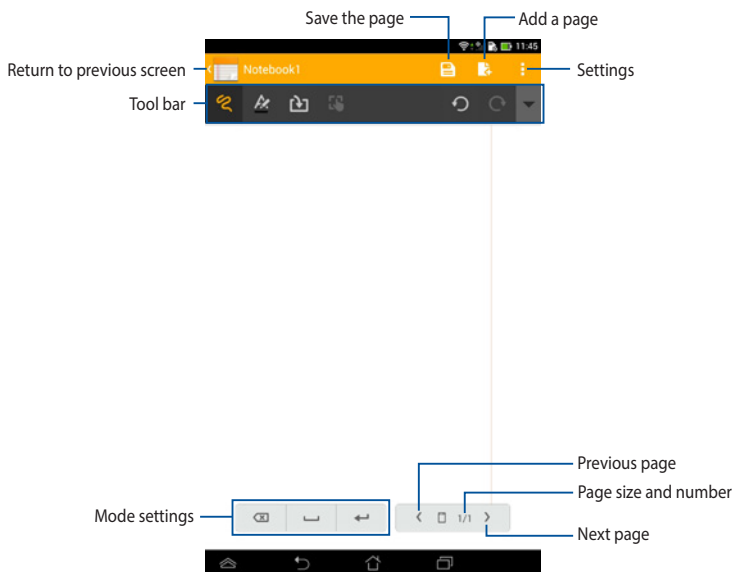 Save the page
Add a page
11:45
Return to previous screen
Notebook1
Settings
Tool bar
Previous page
Page size and number
Mode settings
1/1
Next page